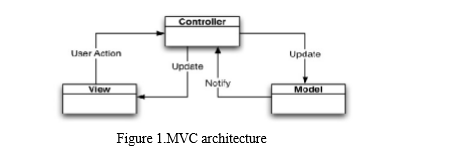 Controller
User Action
Update
Update
Notify
View
Model
Figure 1.MVC architecture